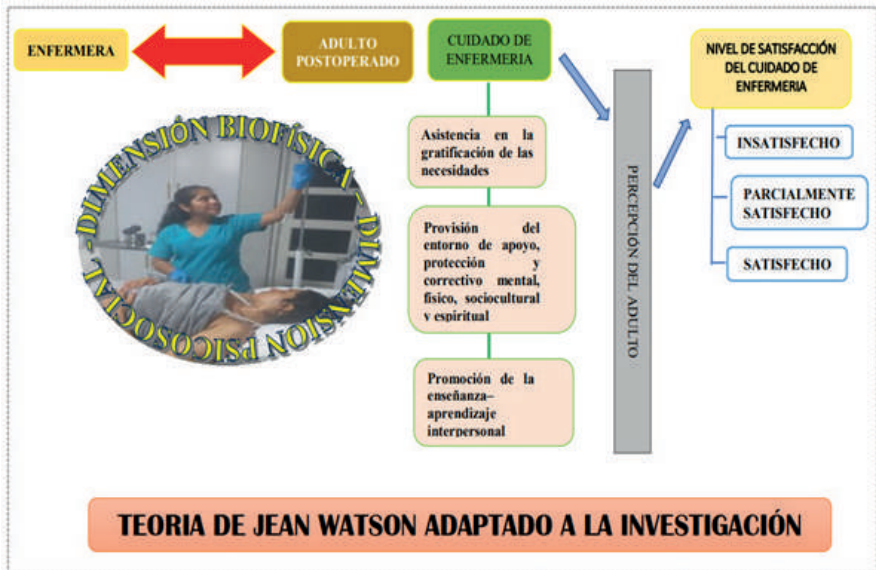 ENFERMERA
ADULTO
POSTOPERADO
CUIDADO DE
ENFERMERIA
NIVEL DE SATISFACCIÓN
DEL CUIDADO DE
ENFERMERIA
DIMENSIÓN BIOFÍSICA – DIMENSIÓN PSICOSOCIAL -
Asistencia en la
gratificación de las
necesidades
Provisión del
entorno de apoyo,
protección y
correctivo mental,
físico, sociocultural
y espiritual
Promoción de la
enseñanza–
aprendizaje
interpersonal
PERCEPCIÓN DEL ADULTO
INSATISFECHO
PARCIALMENTE
SATISFECHO
SATISFECHO
TEORIA DE JEAN WATSON ADAPTADO A LA INVESTIGACIÓN